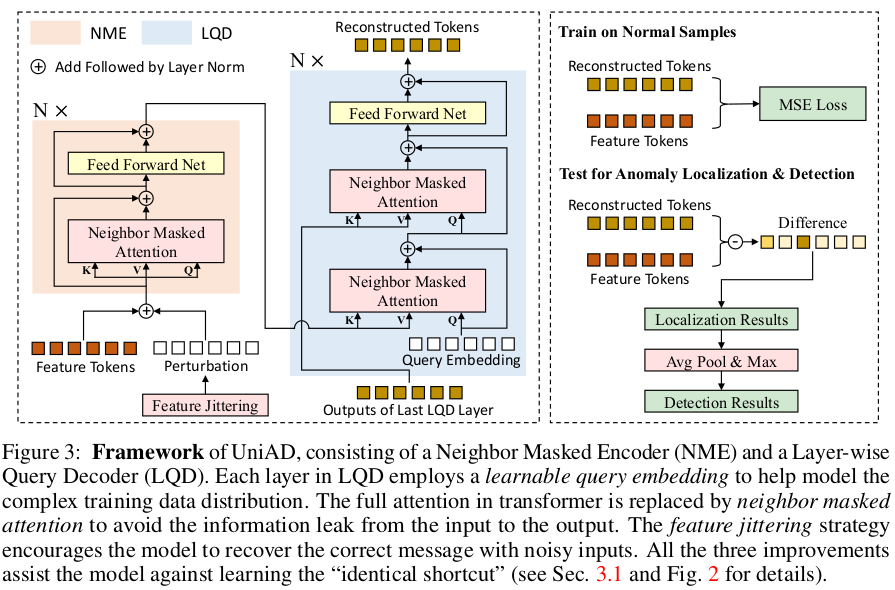 NME
LQD
Add Followed by Layer Norm
N ×
Feed Forward Net
Neighbor Masked
Attention
K
V
Q
Feature Tokens
Perturbation
Feature Jittering
Reconstructed Tokens
N ×
Feed Forward Net
Neighbor Masked
Attention
K
V
Q
Neighbor Masked
Attention
K
V
Q
Query Embedding
Outputs of Last LQD Layer
Train on Normal Samples
Reconstructed Tokens
MSE Loss
Feature Tokens
Test for Anomaly Localization & Detection
Reconstructed Tokens
Difference
Feature Tokens
Localization Results
Avg Pool & Max
Detection Results
Figure 3: Framework of UniAD, consisting of a Neighbor Masked Encoder (NME) and a Layer-wise
Query Decoder (LQD). Each layer in LQD employs a learnable query embedding to help model the
complex training data distribution. The full attention in transformer is replaced by neighbor masked
attention to avoid the information leak from the input to the output. The feature jittering strategy
encourages the model to recover the correct message with noisy inputs. All the three improvements
assist the model against learning the “identical shortcut” (see Sec. 3.1 and Fig. 2 for details).